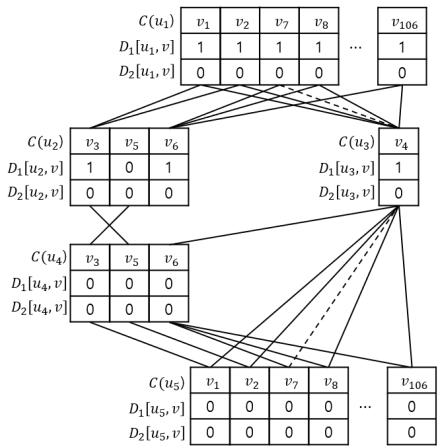 C(u₁) v₁ v₂ v₇ v₈ v₁₀₆
D₁[u₁, v] 1 1 1 1 ... 1
D₂[u₁, v] 0 0 0 0 0
C(u₂) v₃ v₅ v₆
D₁[u₂, v] 1 0 1
D₂[u₂, v] 0 0 0
C(u₃) v₄
D₁[u₃, v] 1
D₂[u₃, v] 0
C(u₄) v₃ v₅ v₆
D₁[u₄, v] 0 0 0
D₂[u₄, v] 0 0 0
C(u₅) v₁ v₂ v₇ v₈ v₁₀₆
D₁[u₅, v] 0 0 0 0 ... 0
D₂[u₅, v] 0 0 0 0 0